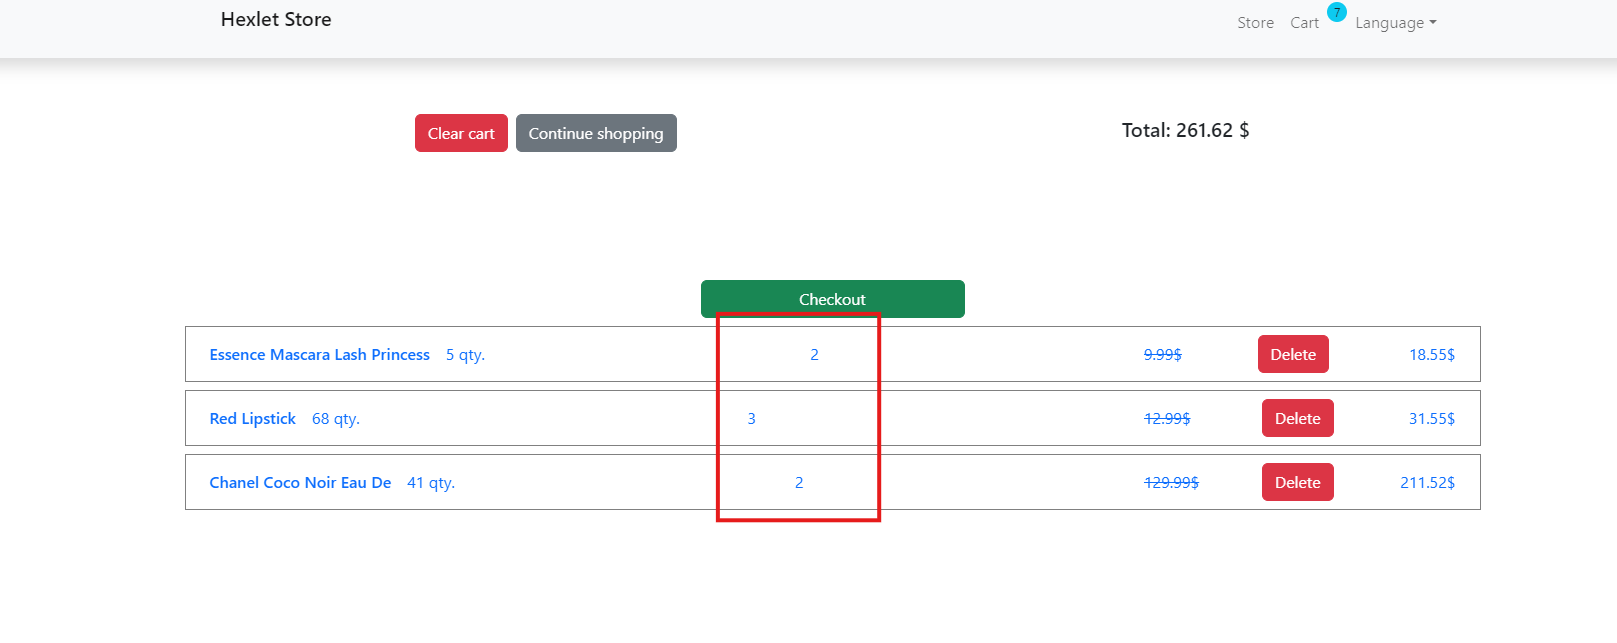 Hexlet Store Store Cart 7 Language
Clear cart Continue shopping Total: 261.62 $
Checkout
Essence Mascara Lash Princess 5 qty. 2 9.99$ Delete 18.55$
Red Lipstick 68 qty. 3 12.99$ Delete 31.55$
Chanel Coco Noir Eau De 41 qty. 2 129.99$ Delete 211.52$